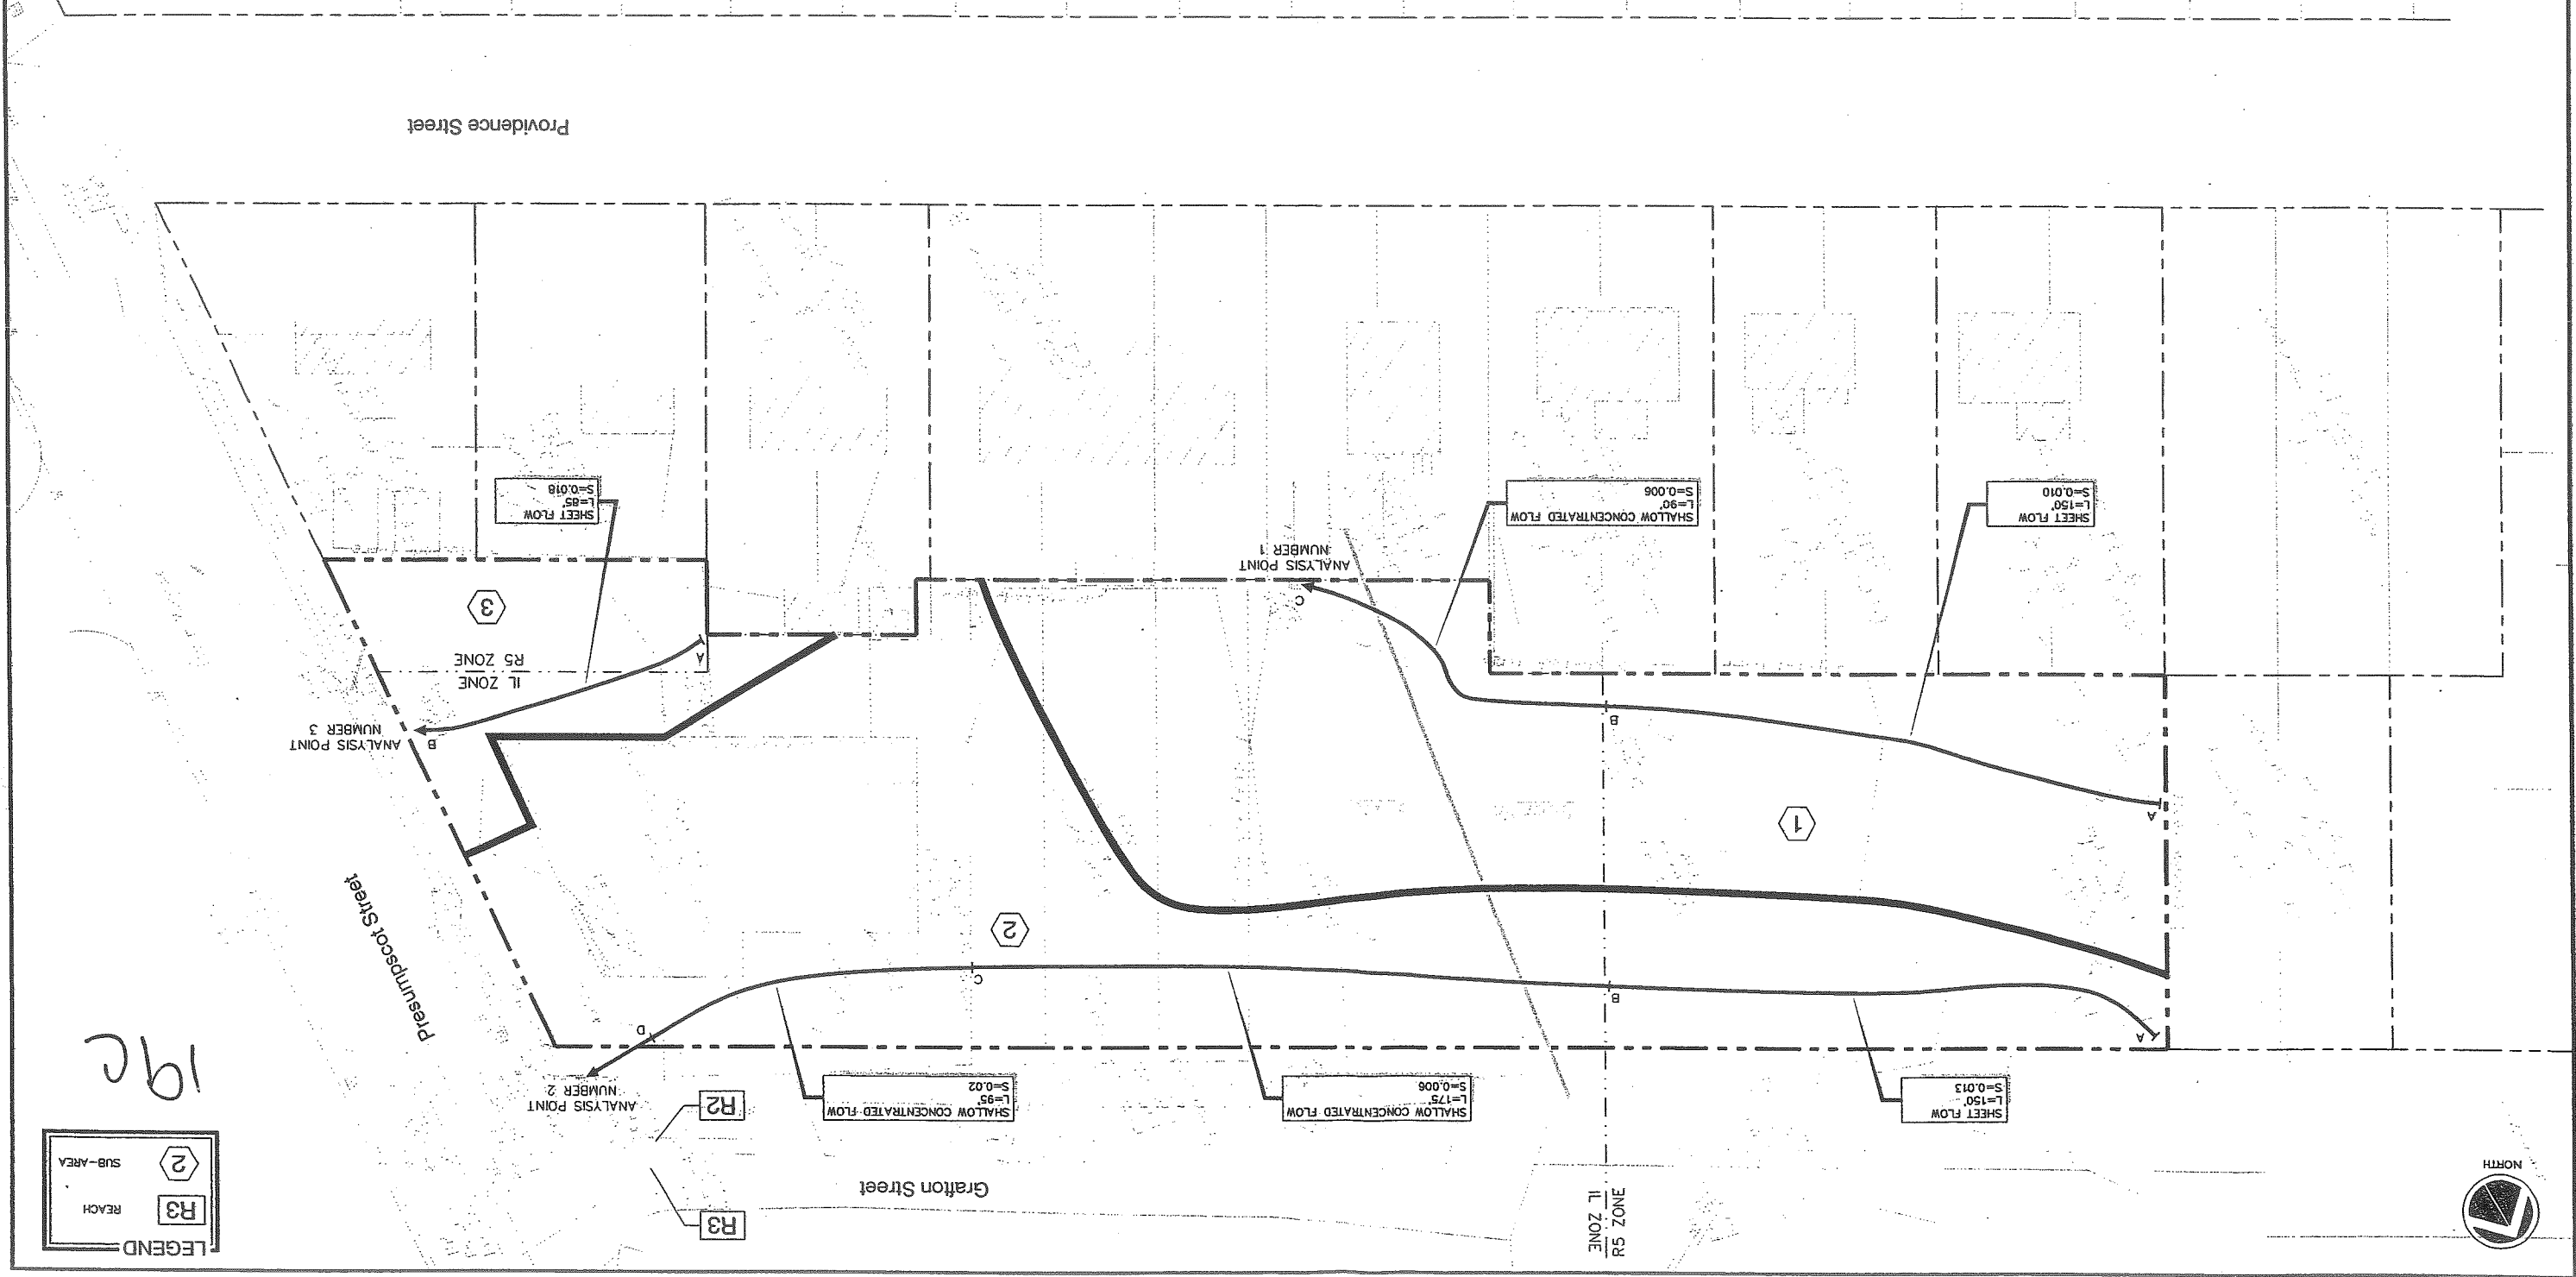 NORTH
R5 ZONE
IL ZONE
Grafton Street
R3
R2
LEGEND
R3 REACH
2 SUB-AREA
19c
SHEET FLOW
L=150'
S=0.013
SHALLOW CONCENTRATED FLOW
L=175'
S=0.006
SHALLOW CONCENTRATED FLOW
L=95'
S=0.02
ANALYSIS POINT
NUMBER 2
A
B
C
D
2
Presumpscot Street
1
A
B
C
ANALYSIS POINT
NUMBER 3
B
IL ZONE
R5 ZONE
A
3
ANALYSIS POINT
NUMBER 1
SHEET FLOW
L=150'
S=0.010
SHALLOW CONCENTRATED FLOW
L=90'
S=0.006
SHEET FLOW
L=85'
S=0.018
Providence Street